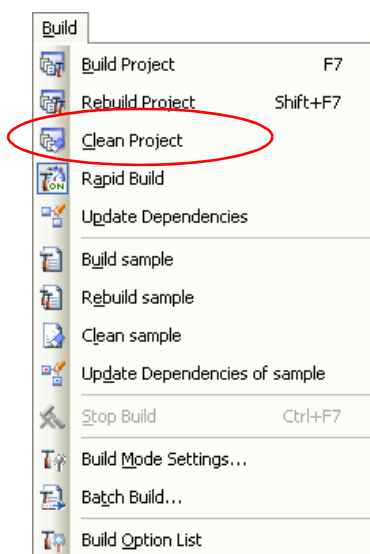 Build
Build Project F7
Rebuild Project Shift+F7
Clean Project
ON
Rapid Build
Update Dependencies
Build sample
Rebuild sample
Clean sample
Update Dependencies of sample
Stop Build Ctrl+F7
Build Mode Settings...
Batch Build...
Build Option List